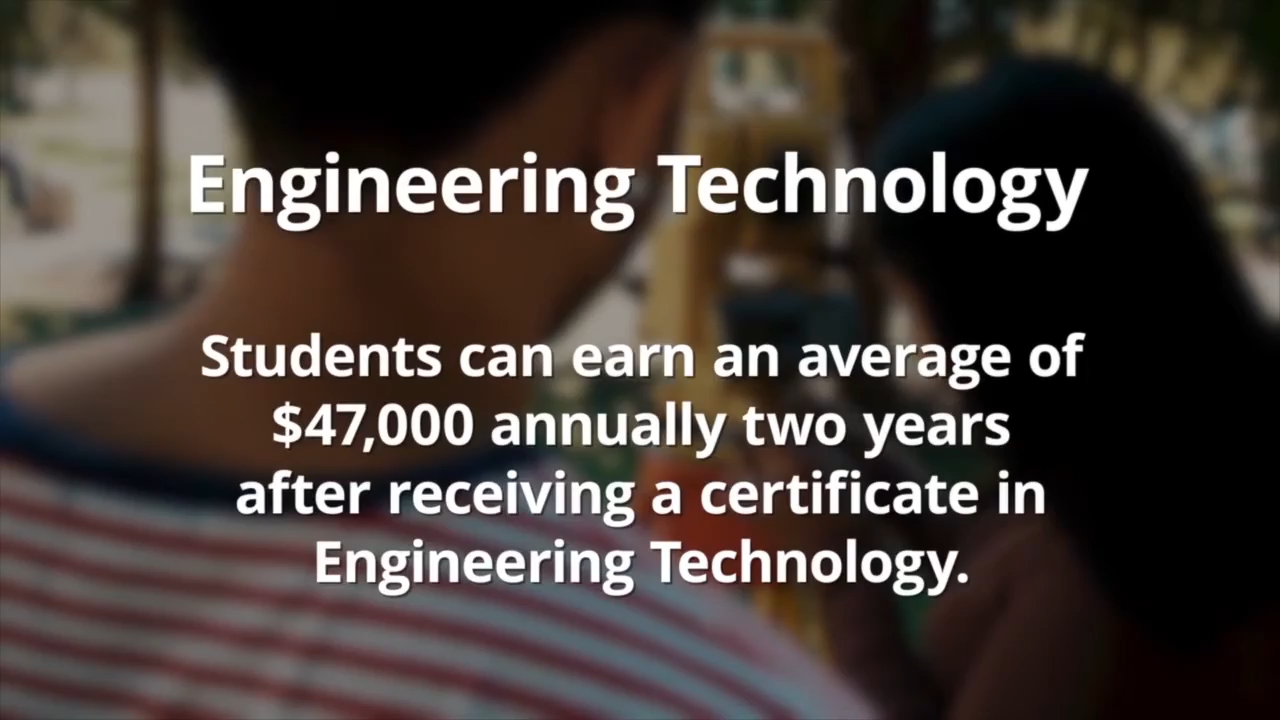 Engineering Technology
Students can earn an average of
$47,000 annually two years
after receiving a certificate in
Engineering Technology.